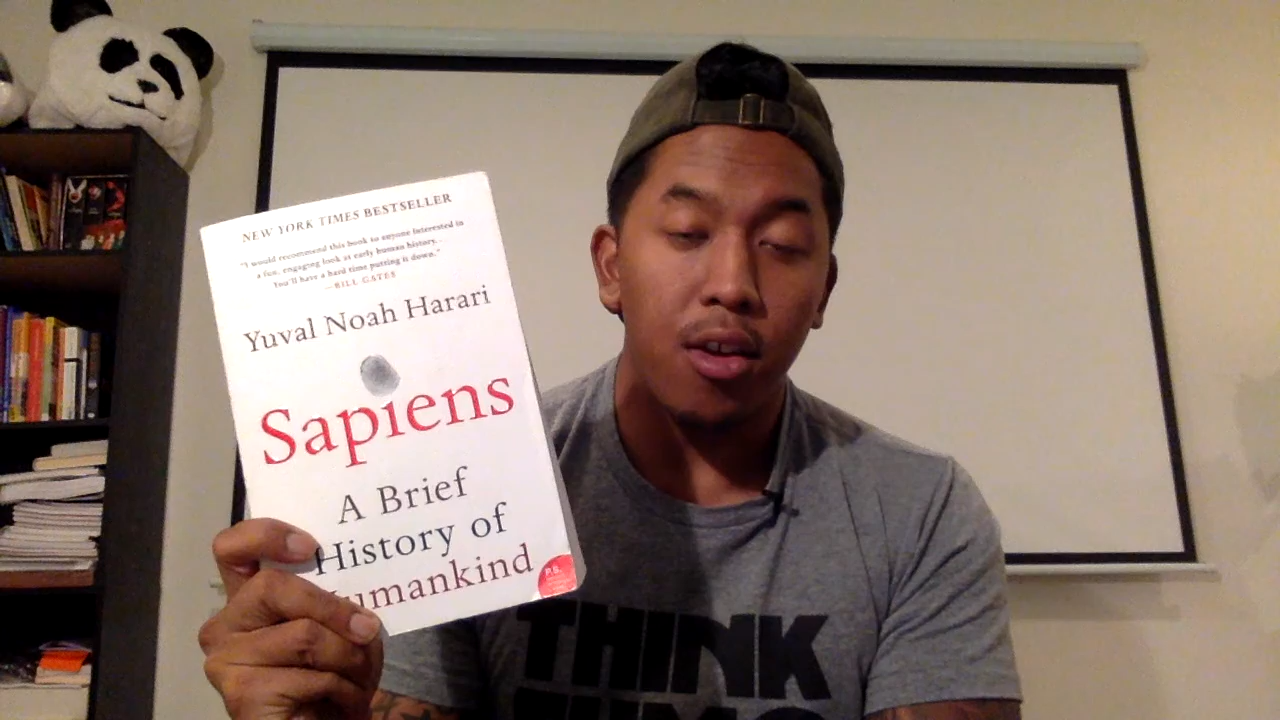 NEW YORK TIMES BESTSELLER
"I would recommend this book to anyone interested in
a fun, engaging look at early human history. . .
You'll have a hard time putting it down."
—BILL GATES
Yuval Noah Harari
Sapiens
A Brief
History of
umankind
P.S.
THINK